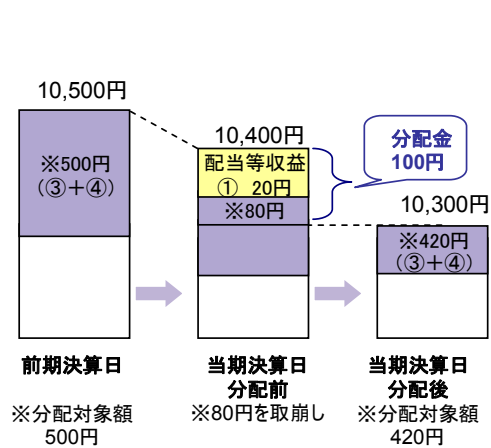 10,500円
※500円
（③＋④）
10,400円
配当等収益
① 20円
※80円
分配金
100円
10,300円
※420円
（③＋④）
前期決算日
※分配対象額
500円
当期決算日
分配前
※80円を取崩し
当期決算日
分配後
※分配対象額
420円